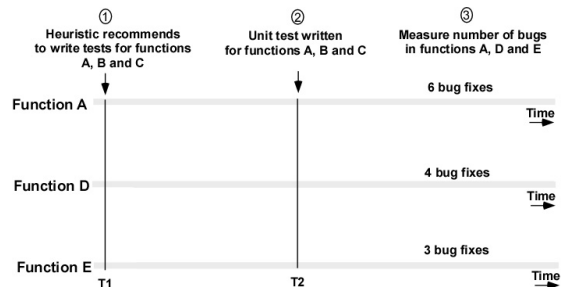 1
Heuristic recommends
to write tests for functions
A, B and C
2
Unit test written
for functions A, B and C
3
Measure number of bugs
in functions A, D and E
6 bug fixes
Function A
Time
4 bug fixes
Function D
Time
3 bug fixes
Function E
Time
T1
T2